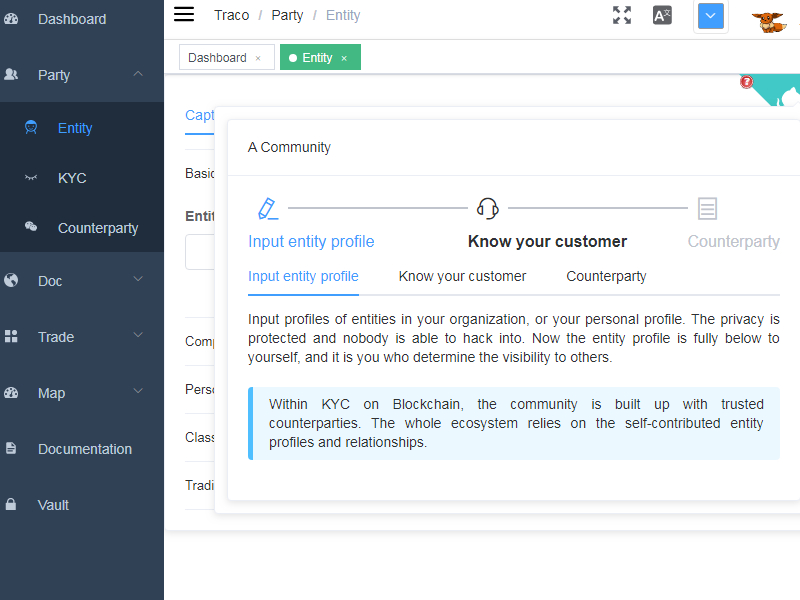 Dashboard
Party
Entity
KYC
Counterparty
Doc
Trade
Map
Documentation
Vault
Traco / Party / Entity
Dashboard ×
Entity ×
Capt
Basic
Entit
Comp
Perso
Class
Tradi
A Community
Input entity profile
Know your customer
Counterparty
Input entity profile
Know your customer
Counterparty
Input profiles of entities in your organization, or your personal profile. The privacy is
protected and nobody is able to hack into. Now the entity profile is fully below to
yourself, and it is you who determine the visibility to others.
Within KYC on Blockchain, the community is built up with trusted
counterparties. The whole ecosystem relies on the self-contributed entity
profiles and relationships.